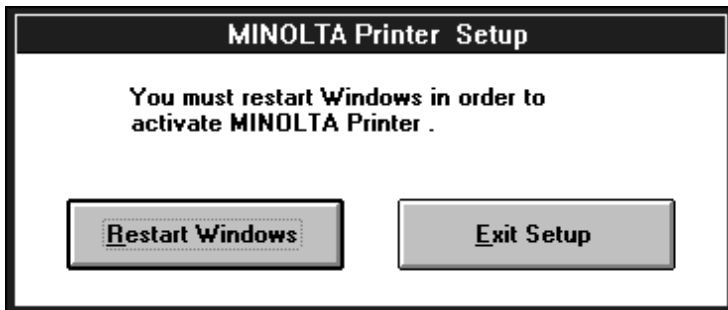 MINOLTA Printer Setup
You must restart Windows in order to
activate MINOLTA Printer .
Restart Windows
Exit Setup